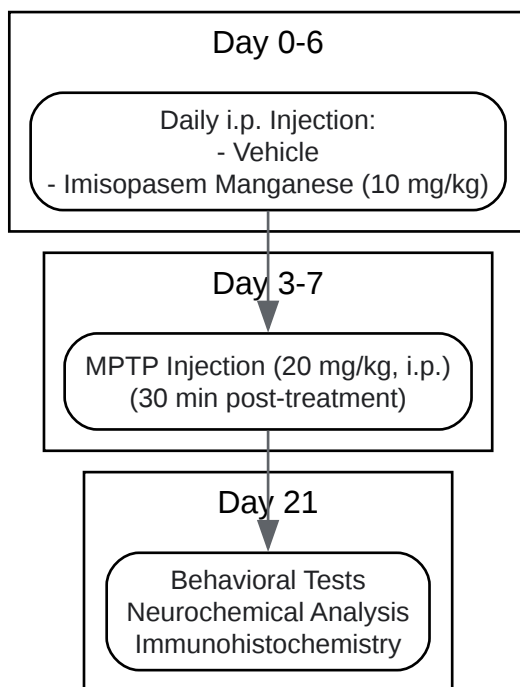 Day 0-6
Daily i.p. Injection:
- Vehicle
- Imisopasem Manganese (10 mg/kg)
Day 3-7
MPTP Injection (20 mg/kg, i.p.)
(30 min post-treatment)
Day 21
Behavioral Tests
Neurochemical Analysis
Immunohistochemistry